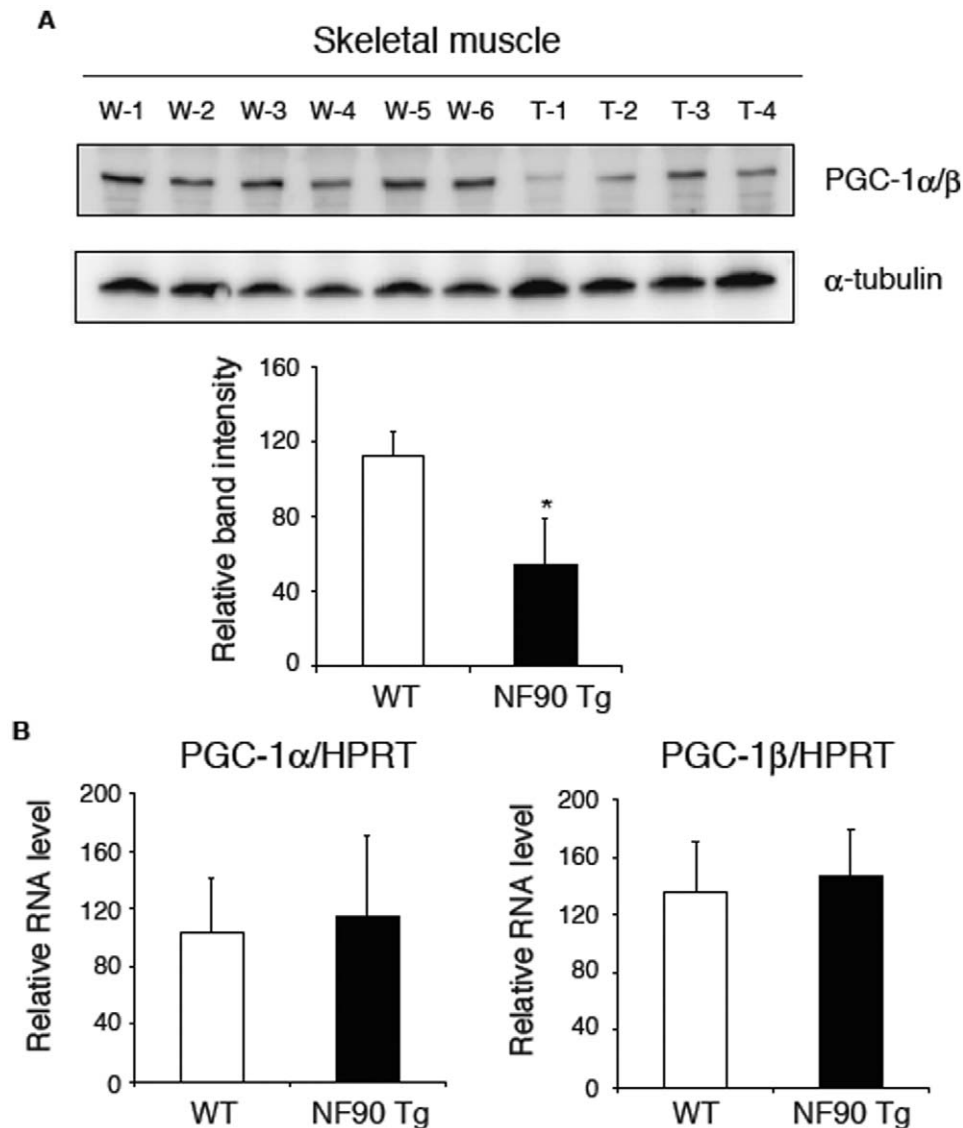 A
Skeletal muscle
W-1 W-2 W-3 W-4 W-5 W-6 T-1 T-2 T-3 T-4
PGC-1α/β
α-tubulin
Relative band intensity
160
120
80
40
0
*
WT NF90 Tg
B
PGC-1α/HPRT
Relative RNA level
200
160
120
80
40
0
WT NF90 Tg
PGC-1β/HPRT
Relative RNA level
200
160
120
80
40
0
WT NF90 Tg